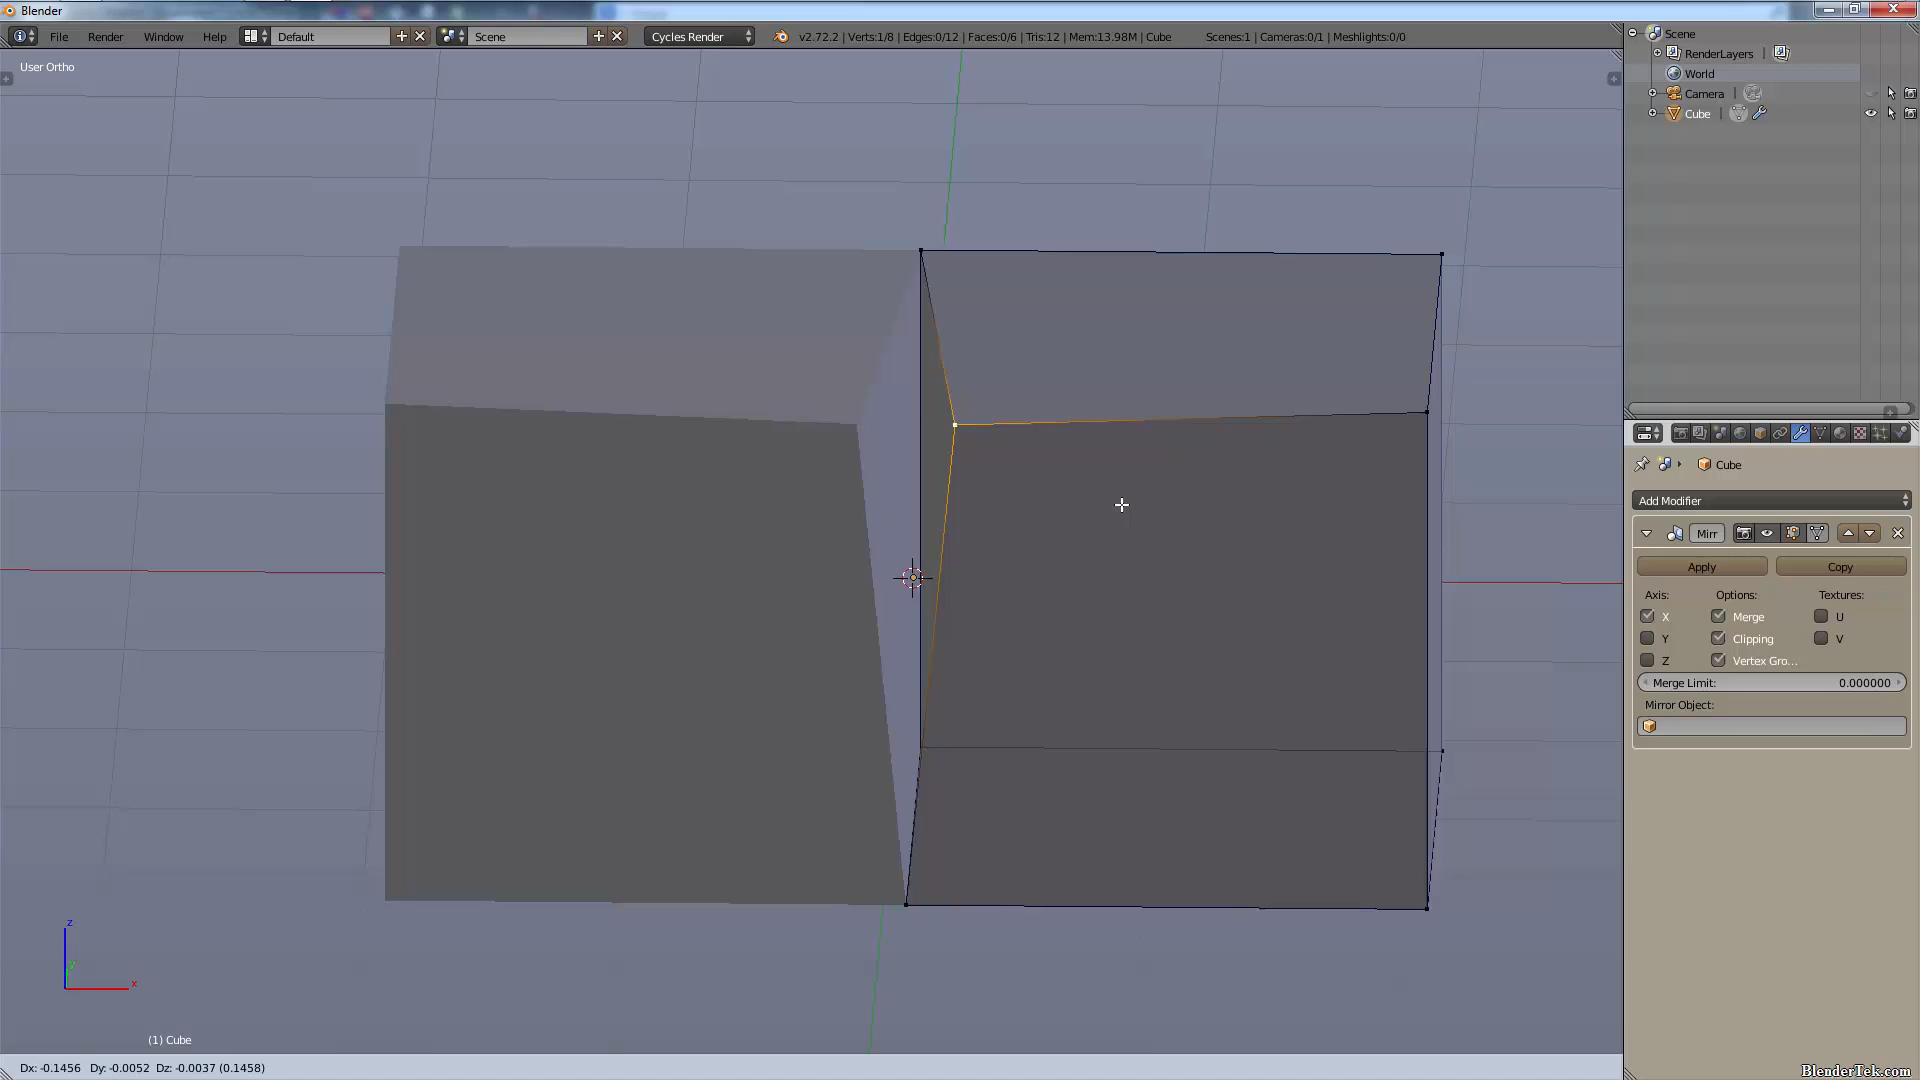 Blender
File Render Window Help Default Scene Cycles Render v2.72.2 | Verts:1/8 | Edges:0/12 | Faces:0/6 | Tris:12 | Mem:13.98M | Cube Scenes:1 | Cameras:0/1 | Meshlights:0/0
User Ortho
Scene
RenderLayers
World
Camera
Cube
Cube
Add Modifier
Mirr
Apply Copy
Axis: Options: Textures:
X Merge U
Y Clipping V
Z Vertex Gro...
Merge Limit: 0.000000
Mirror Object:
z
y
x
(1) Cube
Dx: -0.1456 Dy: -0.0052 Dz: -0.0037 (0.1458)
BlenderTek.com